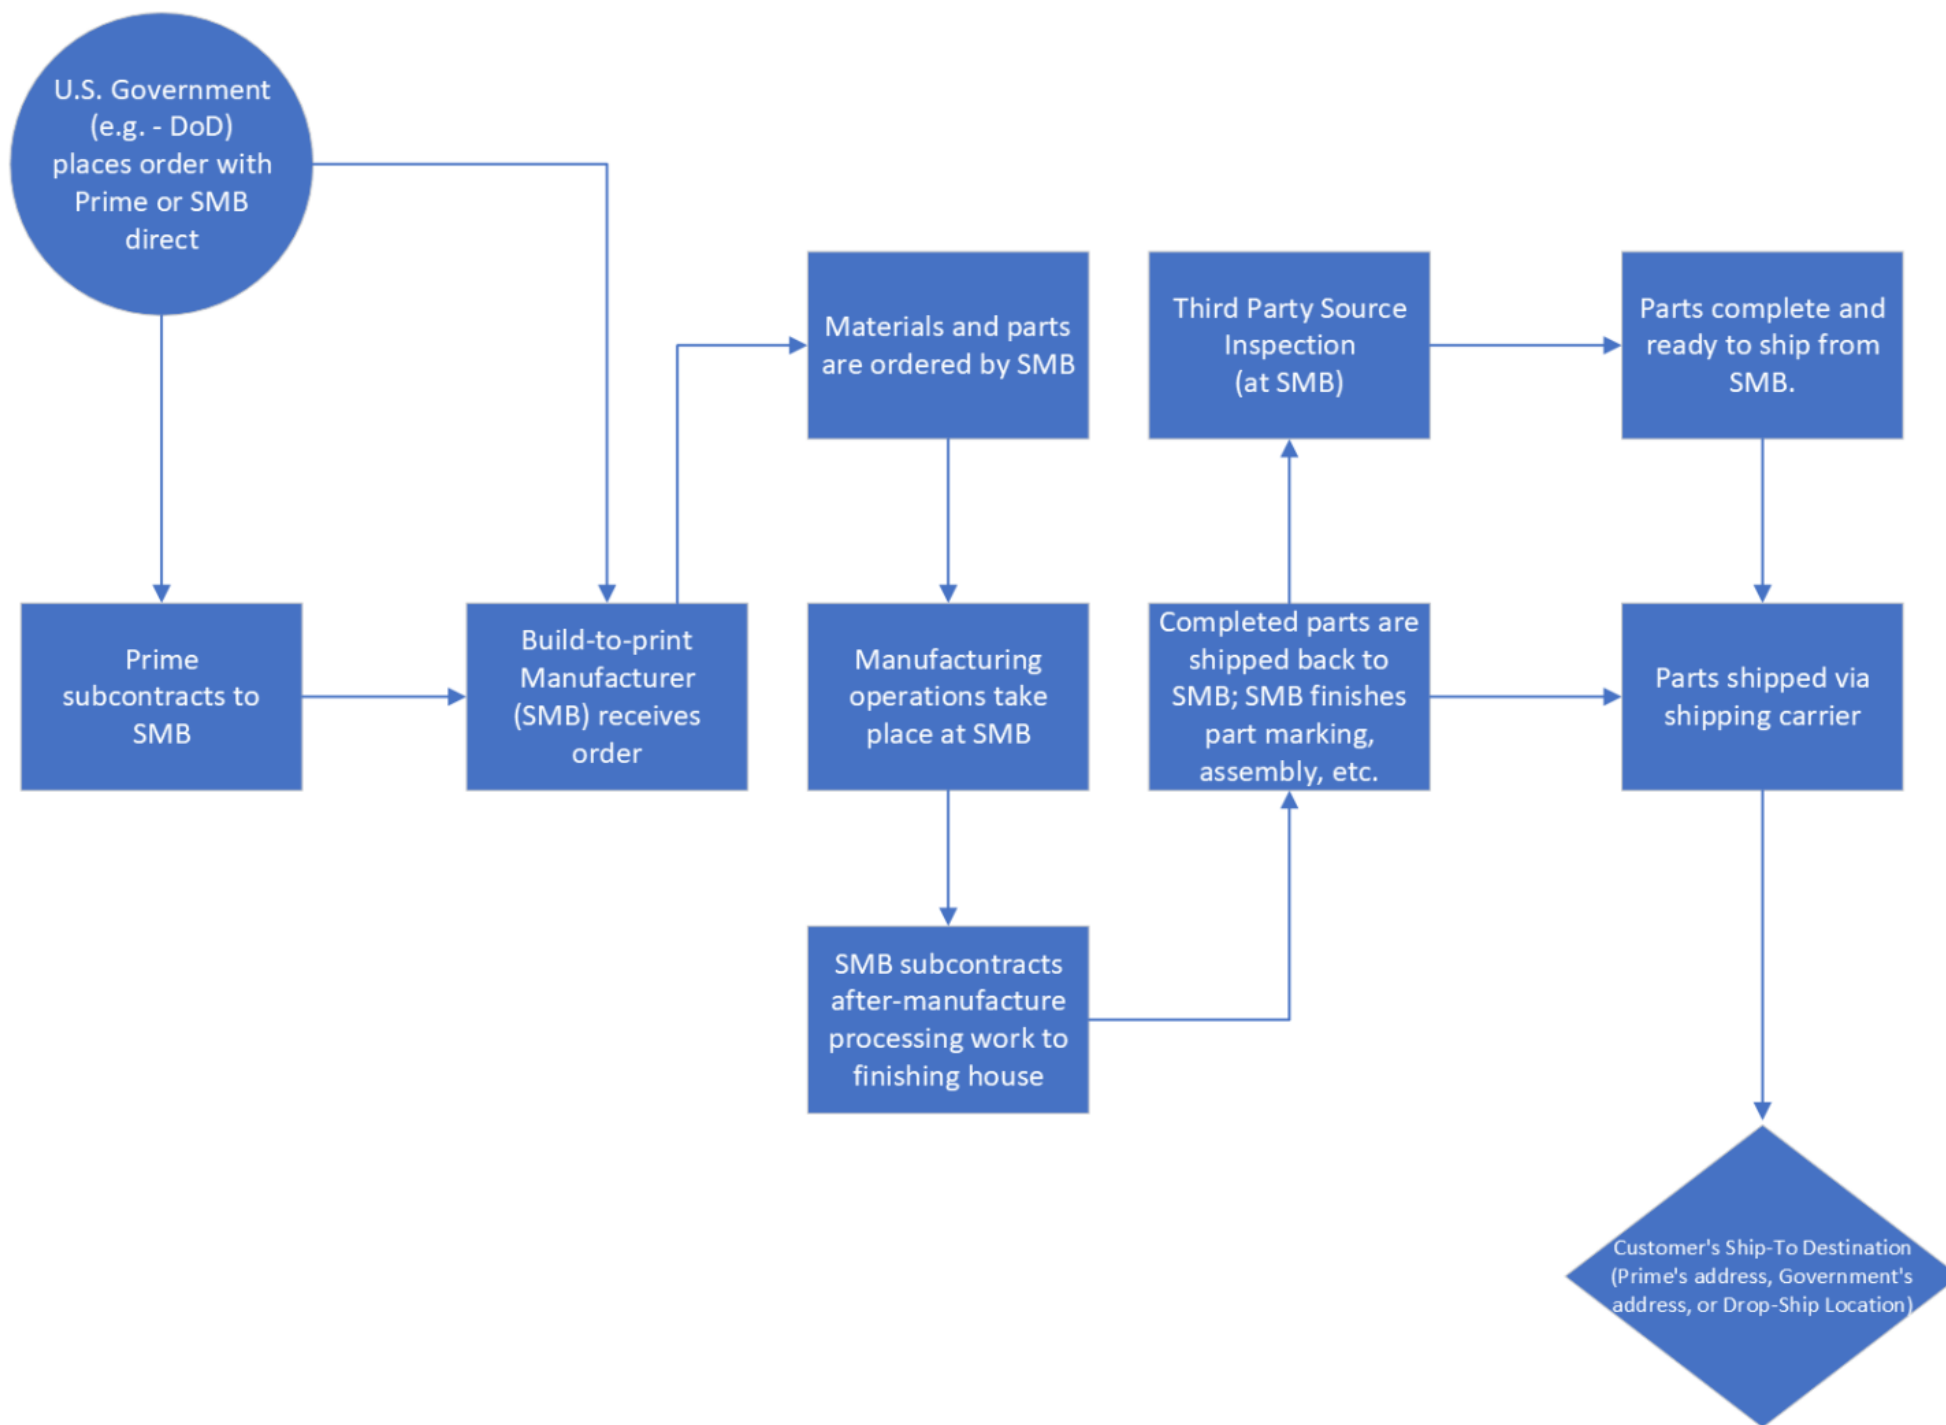 U.S. Government
(e.g. - DoD)
places order with
Prime or SMB
direct
Prime
subcontracts to
SMB
Build-to-print
Manufacturer
(SMB) receives
order
Materials and parts
are ordered by SMB
Manufacturing
operations take
place at SMB
SMB subcontracts
after-manufacture
processing work to
finishing house
Completed parts are
shipped back to
SMB; SMB finishes
part marking,
assembly, etc.
Third Party Source
Inspection
(at SMB)
Parts complete and
ready to ship from
SMB.
Parts shipped via
shipping carrier
Customer's Ship-To Destination
(Prime's address, Government's
address, or Drop-Ship Location)